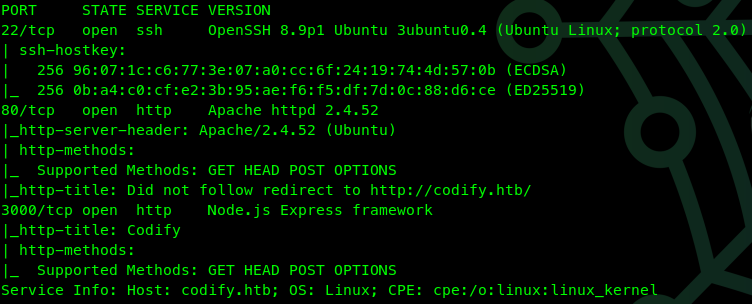 PORT     STATE SERVICE VERSION
22/tcp   open  ssh     OpenSSH 8.9p1 Ubuntu 3ubuntu0.4 (Ubuntu Linux; protocol 2.0)
| ssh-hostkey:
|   256 96:07:1c:c6:77:3e:07:a0:cc:6f:24:19:74:4d:57:0b (ECDSA)
|_  256 0b:a4:c0:cf:e2:3b:95:ae:f6:f5:df:7d:0c:88:d6:ce (ED25519)
80/tcp   open  http    Apache httpd 2.4.52
|_http-server-header: Apache/2.4.52 (Ubuntu)
| http-methods:
|_  Supported Methods: GET HEAD POST OPTIONS
|_http-title: Did not follow redirect to http://codify.htb/
3000/tcp open  http    Node.js Express framework
|_http-title: Codify
| http-methods:
|_  Supported Methods: GET HEAD POST OPTIONS
Service Info: Host: codify.htb; OS: Linux; CPE: cpe:/o:linux:linux_kernel